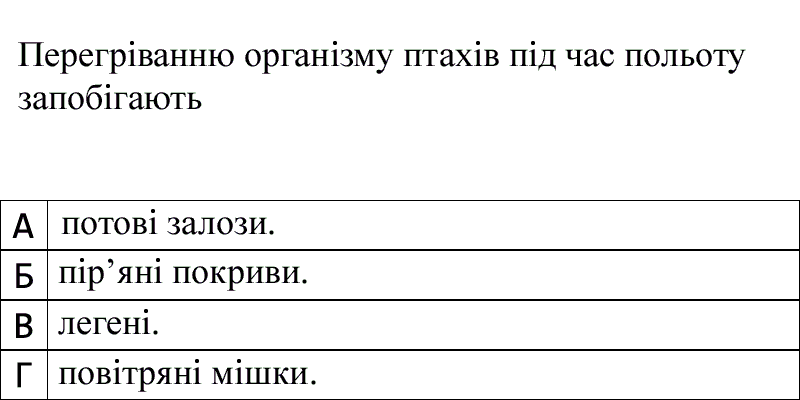 Перегріванню організму птахів під час польоту
запобігають
А потові залози.
Б пір’яні покриви.
В легені.
Г повітряні мішки.